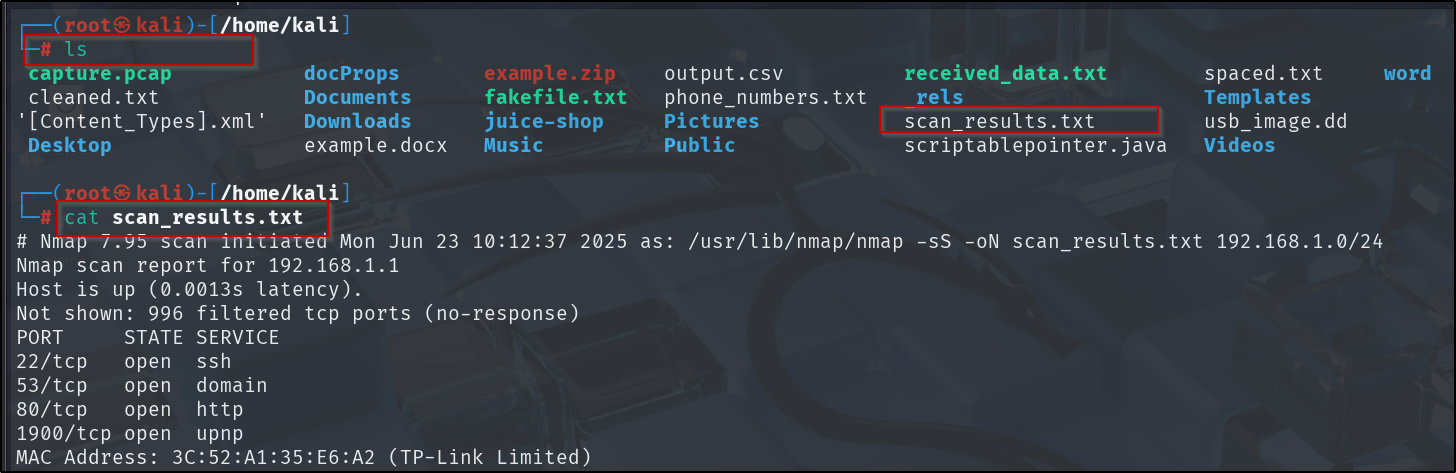 ┌──(root㉿kali)-[/home/kali]
└─# ls
capture.pcap docProps example.zip output.csv received_data.txt spaced.txt word
cleaned.txt Documents fakefile.txt phone_numbers.txt _rels Templates
'[Content_Types].xml' Downloads juice-shop Pictures scan_results.txt usb_image.dd
Desktop example.docx Music Public scriptablepointer.java Videos
┌──(root㉿kali)-[/home/kali]
└─# cat scan_results.txt
# Nmap 7.95 scan initiated Mon Jun 23 10:12:37 2025 as: /usr/lib/nmap/nmap -sS -oN scan_results.txt 192.168.1.0/24
Nmap scan report for 192.168.1.1
Host is up (0.0013s latency).
Not shown: 996 filtered tcp ports (no-response)
PORT STATE SERVICE
22/tcp open ssh
53/tcp open domain
80/tcp open http
1900/tcp open upnp
MAC Address: 3C:52:A1:35:E6:A2 (TP-Link Limited)